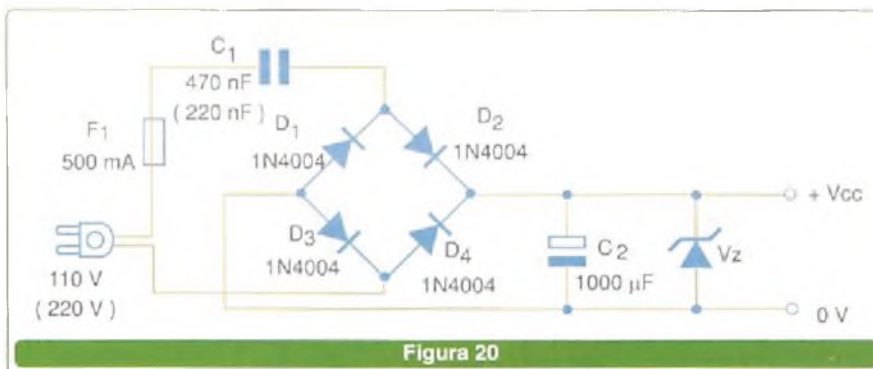 C1
470 nF
( 220 nF )
F1
500 mA
D1
1N4004
D2
1N4004
D3
1N4004
D4
1N4004
C2
1000 µF
Vz
+ Vcc
0 V
110 V
( 220 V )
Figura 20